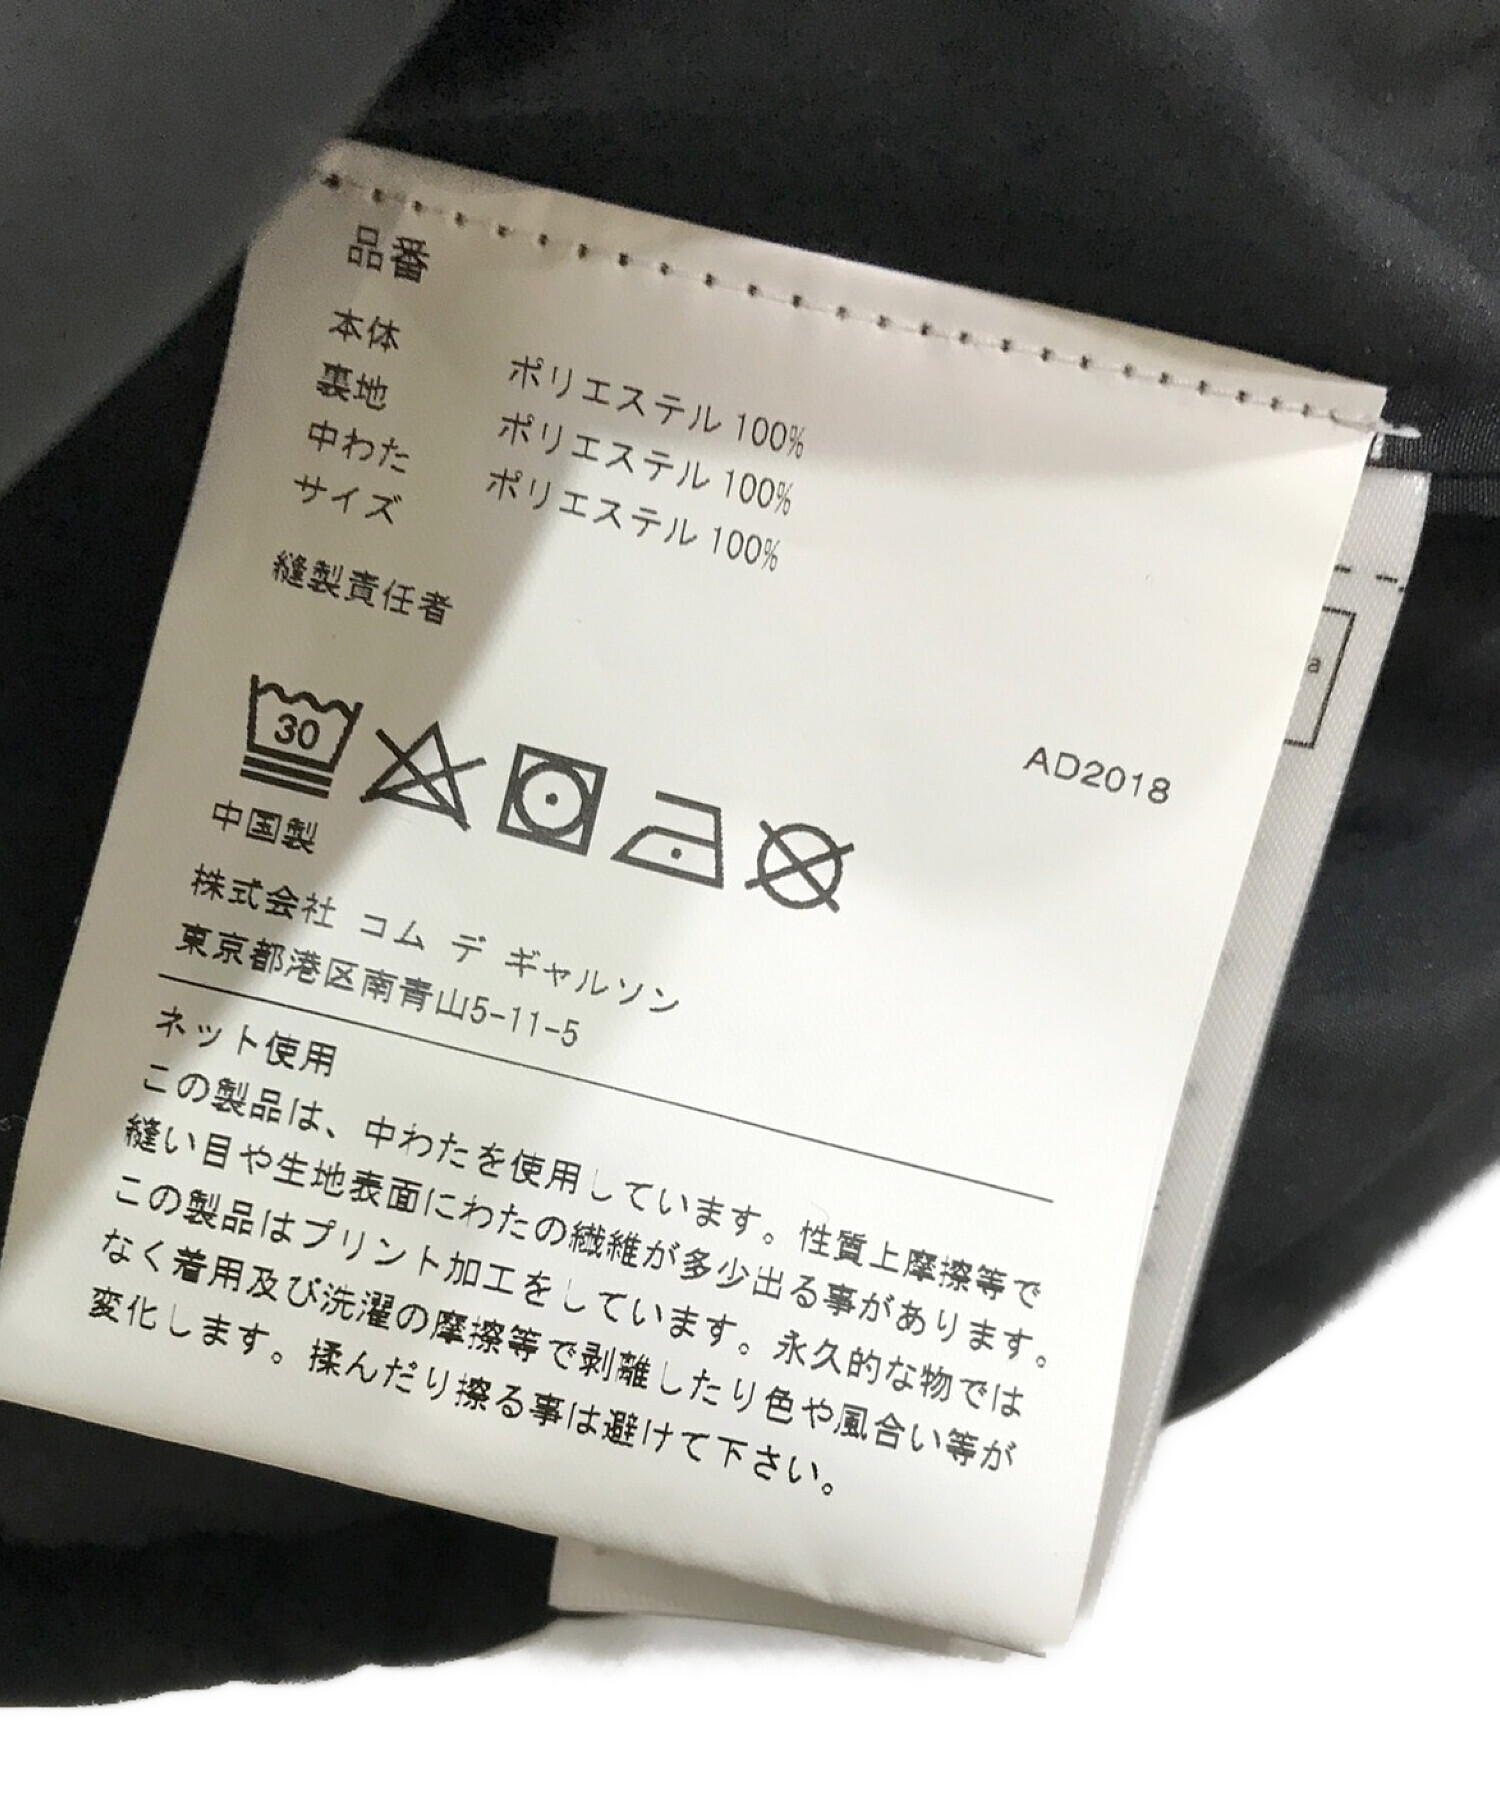 品番
本体 ポリエステル 100%
裏地 ポリエステル 100%
中わた ポリエステル 100%
サイズ
縫製責任者
30
AD2018
中国製
株式会社 コム デ ギャルソン
東京都港区南青山5-11-5
ネット使用
この製品は、中わたを使用しています。性質上摩擦等で
縫い目や生地表面にわたの繊維が多少出る事があります。
この製品はプリント加工をしています。永久的な物では
なく着用及び洗濯の摩擦等で剥離したり色や風合い等が
変化します。揉んだり擦る事は避けて下さい。
a